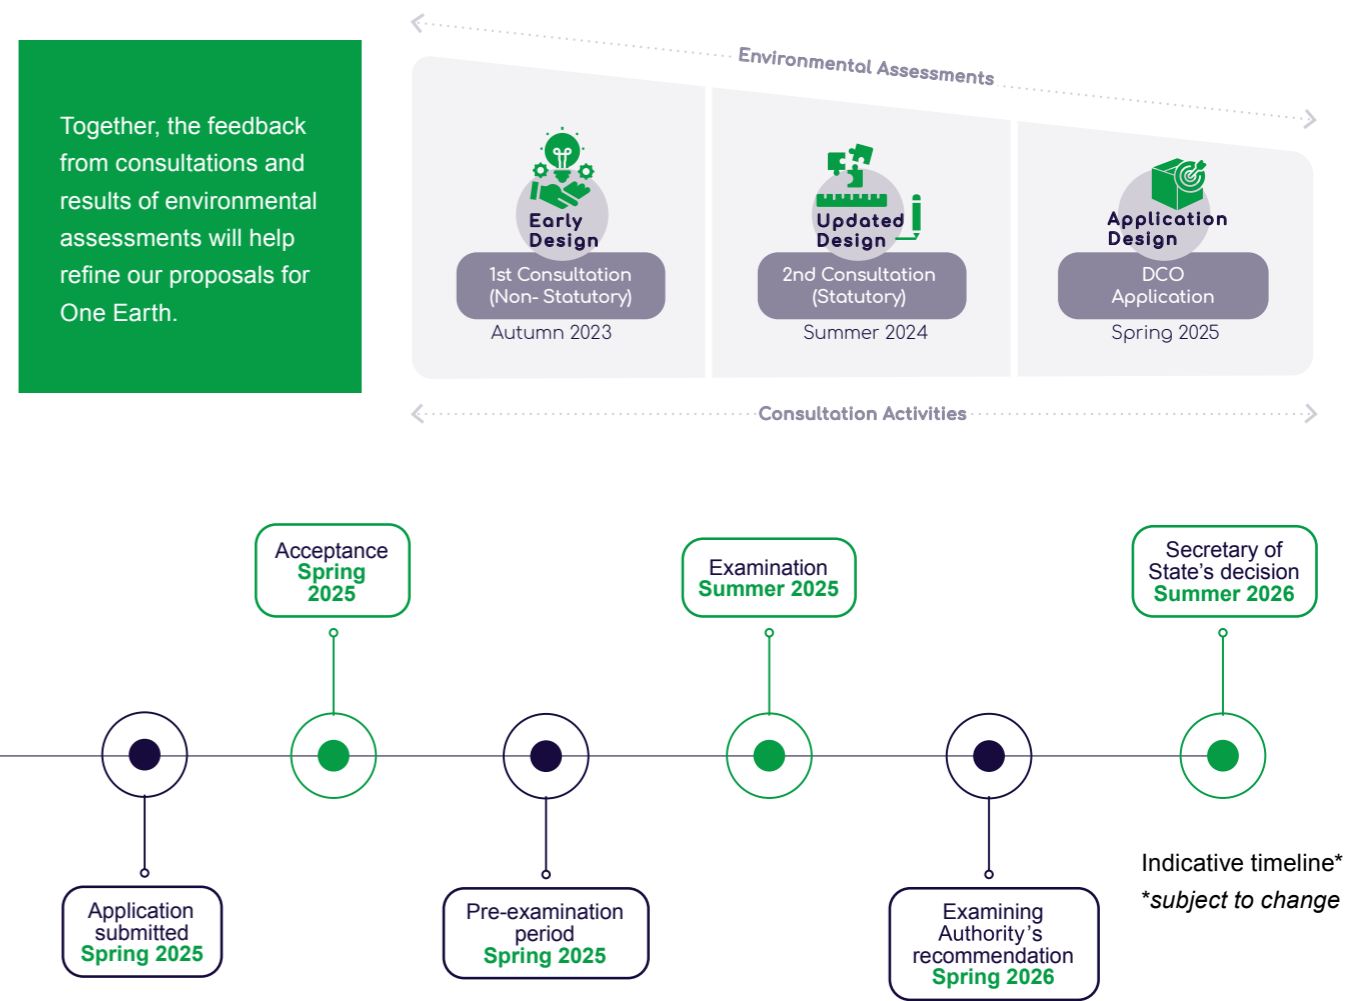 Together, the feedback
from consultations and
results of environmental
assessments will help
refine our proposals for
One Earth.
Environmental Assessments
Early
Design
1st Consultation
(Non- Statutory)
Autumn 2023
Updated
Design
2nd Consultation
(Statutory)
Summer 2024
Application
Design
DCO
Application
Spring 2025
Consultation Activities
Application
submitted
Spring 2025
Acceptance
Spring
2025
Pre-examination
period
Spring 2025
Examination
Summer 2025
Examining
Authority's
recommendation
Spring 2026
Secretary of
State's decision
Summer 2026
Indicative timeline*
*subject to change